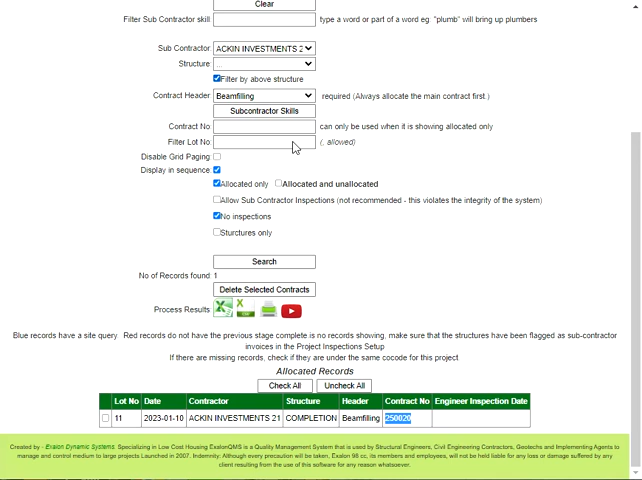 Clear
Filter Sub Contractor skill type a word or part of a word eg. "plumb" will bring up plumbers
Sub Contractor ACKIN INVESTMENTS 2
Structure ...
Filter by above structure
Contract Header Beamfilling required (Always allocate the main contract first )
Subcontractor Skills
Contract No can only be used when it is showing allocated only
Filter Lot No (, allowed)
Disable Grid Paging
Display in sequence
Allocated only Allocated and unallocated
Allow Sub Contractor Inspections (not recommended - this violates the integrity of the system)
No inspections
Sturctures only
Search
No of Records found 1
Delete Selected Contracts
Process Results
Blue records have a site query Red records do not have the previous stage complete is no records showing, make sure that the structures have been flagged as sub-contractor
invoices in the Project Inspections Setup
If there are missing records, check if they are under the same cocode for this project
Allocated Records
Check All Uncheck All
Lot No Date Contractor Structure Header Contract No Engineer Inspection Date
11 2023-01-10 ACKIN INVESTMENTS 21 COMPLETION Beamfilling 250020
Created by - Exalon Dynamic Systems Specializing in Low Cost Housing ExalonQMS is a Quality Management System that is used by Structural Engineers, Civil Engineering Contractors, Geotechs and Implementing Agents to
manage and control medium to large projects Launched in 2007. Indemnity: Although every precaution will be taken, Exalon 98 cc, its members and employees, will not be held liable for any loss or damage suffered by any
client resulting from the use of this software for any reason whatsoever.